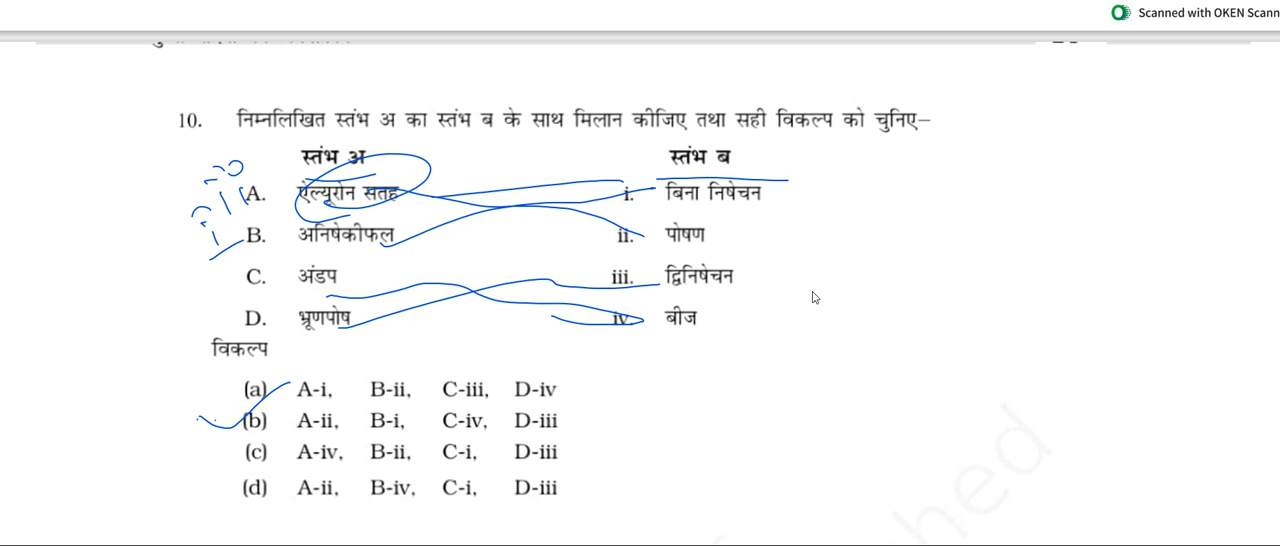 Scanned with OKEN Scann
10. निम्नलिखित स्तंभ अ का स्तंभ ब के साथ मिलान कीजिए तथा सही विकल्प को चुनिए–
स्तंभ अ स्तंभ ब
A. ऐल्यूरोन सतह i. बिना निषेचन
B. अनिषेकीफल ii. पोषण
C. अंडप iii. द्विनिषेचन
D. भ्रूणपोष iv. बीज
विकल्प
(a) A-i, B-ii, C-iii, D-iv
(b) A-ii, B-i, C-iv, D-iii
(c) A-iv, B-ii, C-i, D-iii
(d) A-ii, B-iv, C-i, D-iii
hed